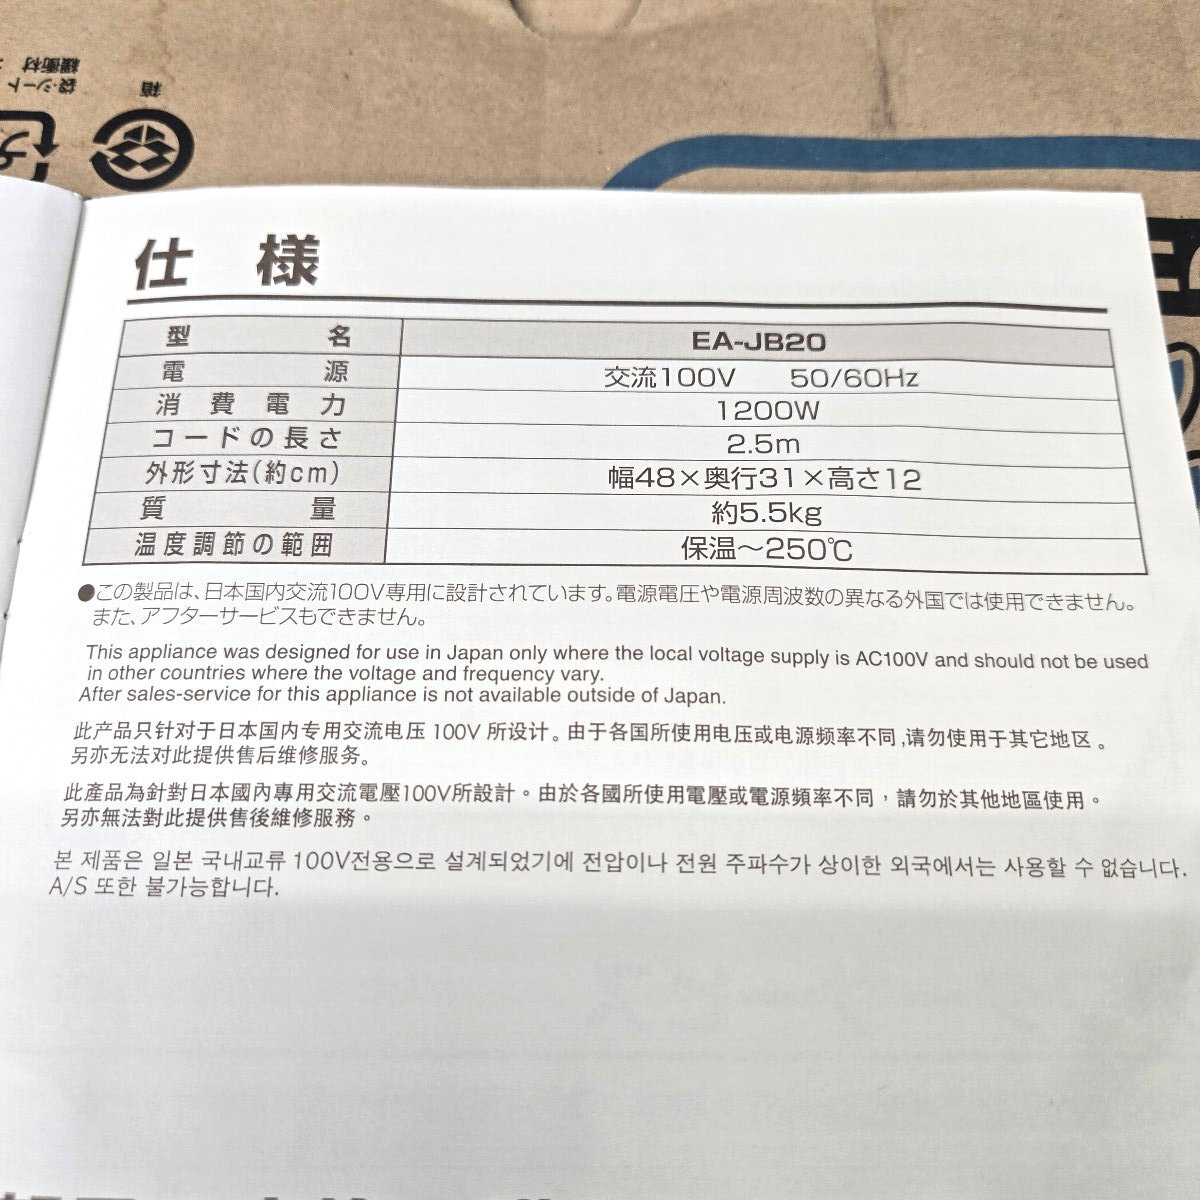 緩衝材
袋・シート
箱
仕 様
型 名 EA-JB20
電 源 交流100V 50/60Hz
消 費 電 力 1200W
コードの長さ 2.5m
外形寸法(約cm) 幅48×奥行31×高さ12
質 量 約5.5kg
温度調節の範囲 保温～250℃
●この製品は、日本国内交流100V専用に設計されています。電源電圧や電源周波数の異なる外国では使用できません。
また、アフターサービスもできません。
This appliance was designed for use in Japan only where the local voltage supply is AC100V and should not be used
in other countries where the voltage and frequency vary.
After sales-service for this appliance is not available outside of Japan.
此产品只针对于日本国内专用交流电压 100V 所设计。由于各国所使用电压或电源频率不同,请勿使用于其它地区 。
另亦无法对此提供售后维修服务。
此產品為針對日本國內專用交流電壓100V所設計。由於各國所使用電壓或電源頻率不同，請勿於其他地區使用。
另亦無法對此提供售後維修服務。
본 제품은 일본 국내교류 100V전용으로 설계되었기에 전압이나 전원 주파수가 상이한 외국에서는 사용할 수 없습니다.
A/S 또한 불가능합니다.